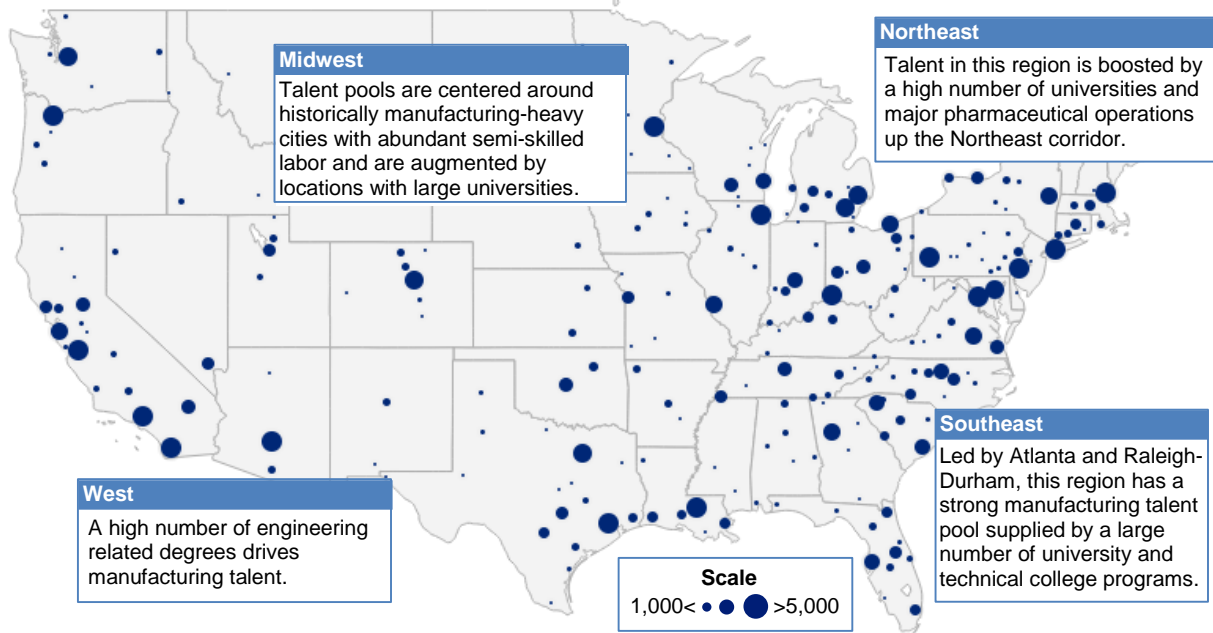 Midwest
Talent pools are centered around
historically manufacturing-heavy
cities with abundant semi-skilled
labor and are augmented by
locations with large universities.
Northeast
Talent in this region is boosted by
a high number of universities and
major pharmaceutical operations
up the Northeast corridor.
West
A high number of engineering
related degrees drives
manufacturing talent.
Southeast
Led by Atlanta and Raleigh-
Durham, this region has a
strong manufacturing talent
pool supplied by a large
number of university and
technical college programs.
Scale
1,000< >5,000